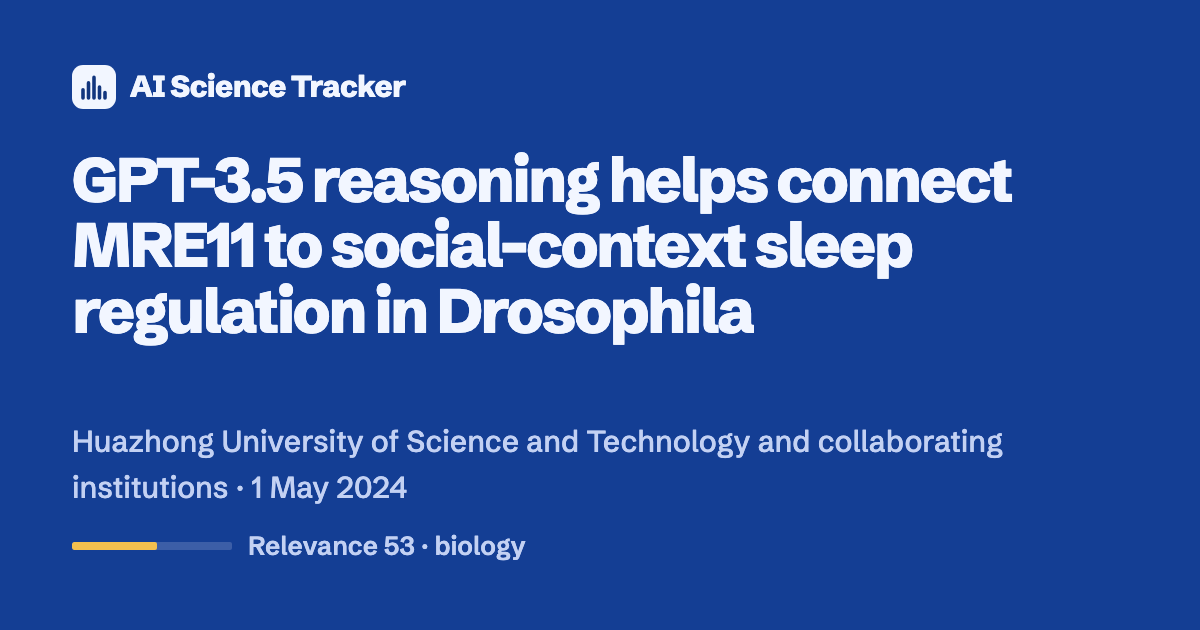 AI Science Tracker
GPT-3.5 reasoning helps connect
MRE11 to social-context sleep
regulation in Drosophila
Huazhong University of Science and Technology and collaborating
institutions · 1 May 2024
Relevance 53 · biology